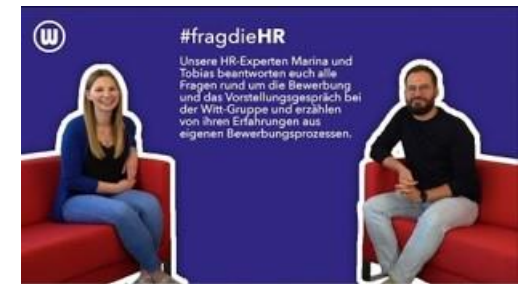 W
#fragdieHR
Unsere HR-Experten Marina und
Tobias beantworten euch alle
Fragen rund um die Bewerbung
und das Vorstellungsgespräch bei
der Witt-Gruppe und erzählen
von ihren Erfahrungen aus
eigenen Bewerbungsprozessen.